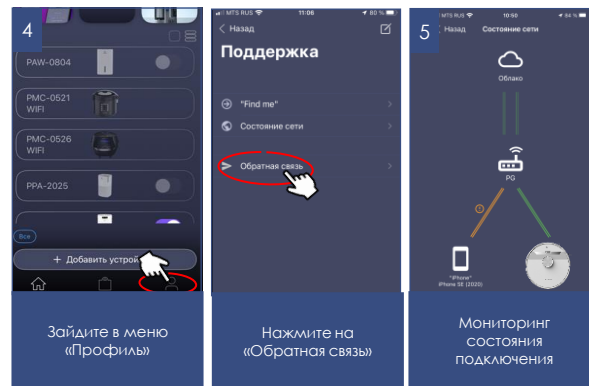 4
PAW-0804
PMC-0521
WIFI
PMC-0526
WIFI
PPA-2025
Все
+ Добавить устрой
Зайдите в меню
«Профиль»
MTS RUS
11:06
80 %
Назад
Поддержка
"Find me"
Состояние сети
Обратная связь
Нажмите на
«Обратная связь»
5
MTS RUS
10:50
84 %
Назад
Состояние сети
Облако
PG
"iPhone"
iPhone SE (2020)
Мониторинг
состояния
подключения